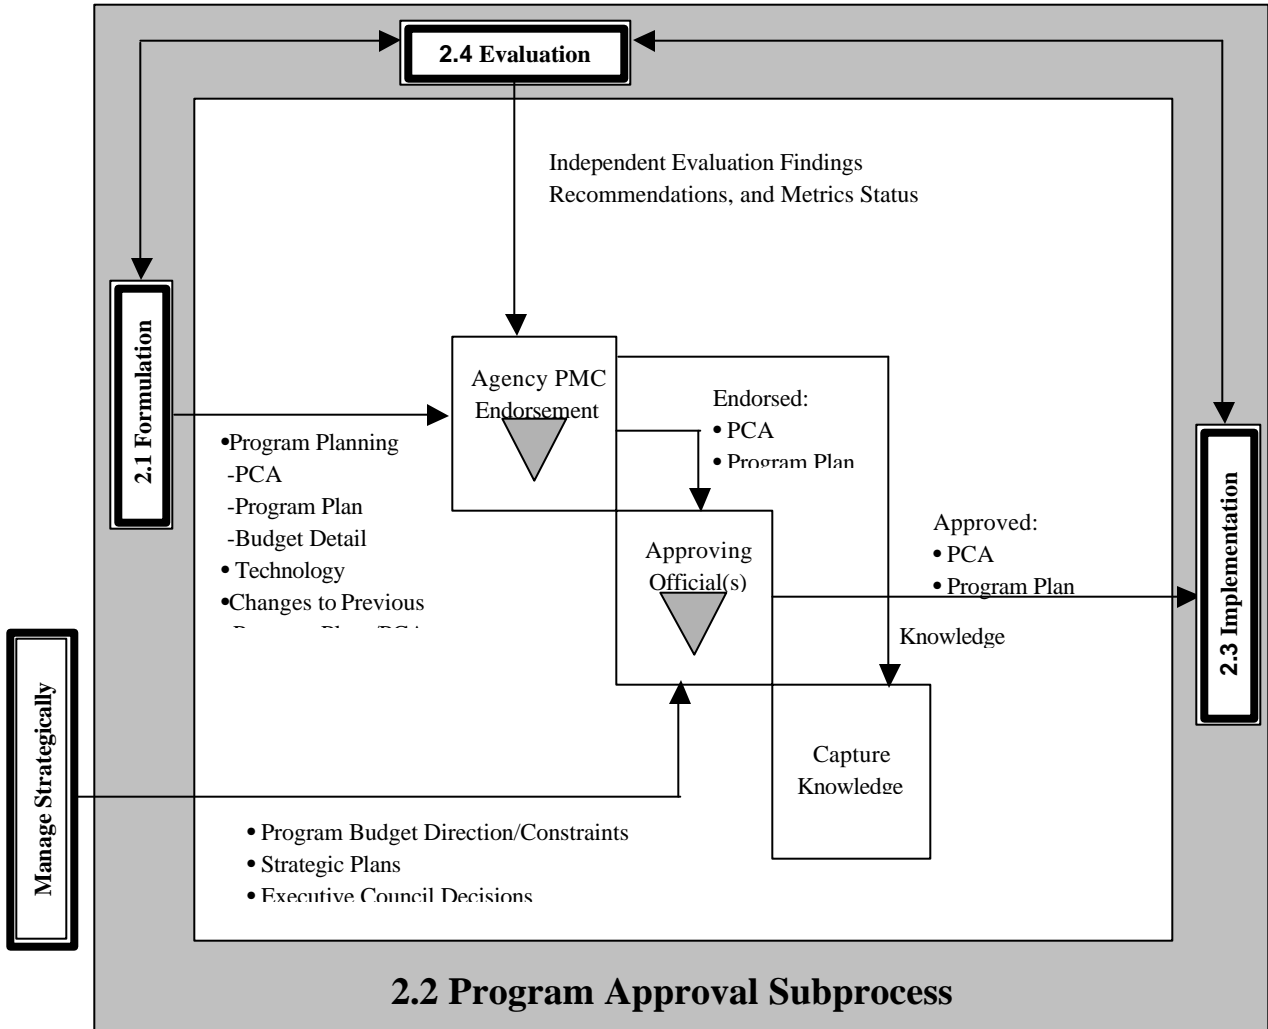 2.4 Evaluation
Independent Evaluation Findings
Recommendations, and Metrics Status
2.1 Formulation
Agency PMC
Endorsement
•Program Planning
-PCA
-Program Plan
-Budget Detail
• Technology
•Changes to Previous
Endorsed:
• PCA
• Program Plan
Approving
Official(s)
Approved:
• PCA
• Program Plan
Knowledge
2.3 Implementation
Manage Strategically
Capture
Knowledge
• Program Budget Direction/Constraints
• Strategic Plans
• Executive Council Decisions
2.2 Program Approval Subprocess